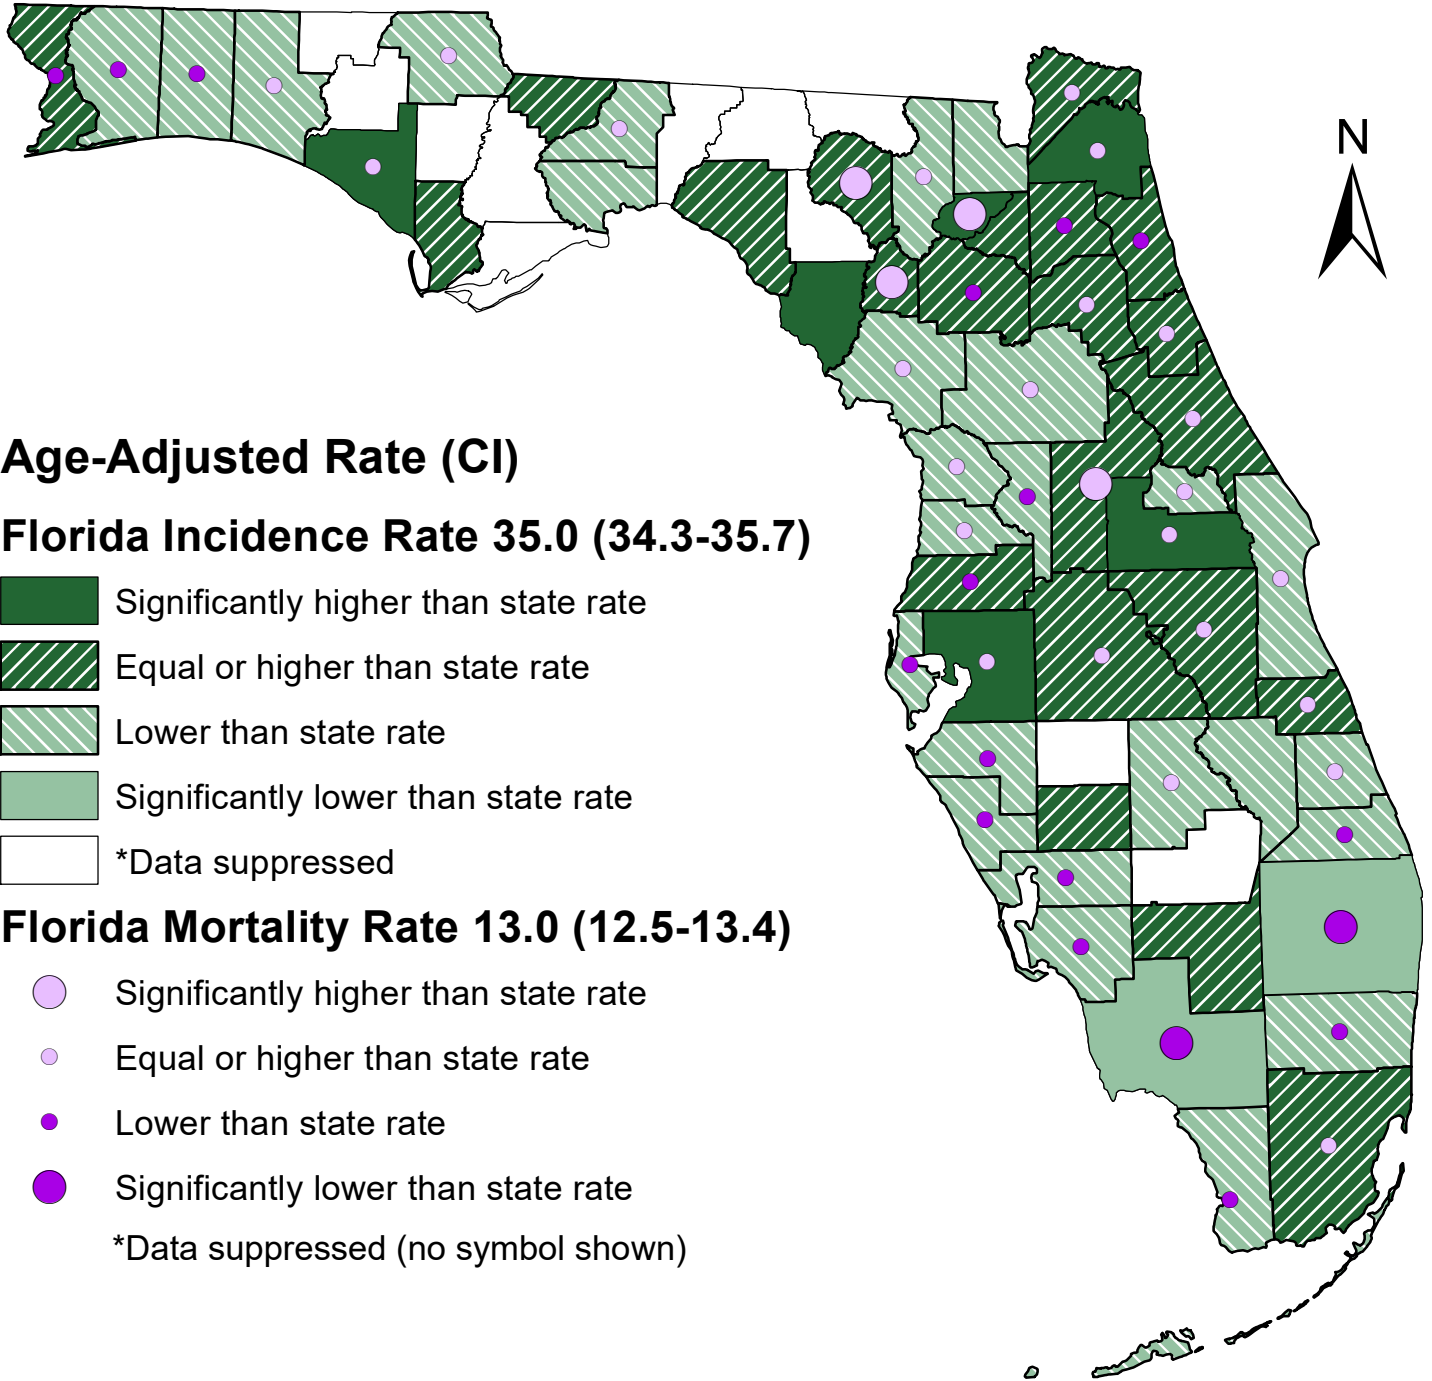 N
Age-Adjusted Rate (CI)
Florida Incidence Rate 35.0 (34.3-35.7)
Significantly higher than state rate
Equal or higher than state rate
Lower than state rate
Significantly lower than state rate
*Data suppressed
Florida Mortality Rate 13.0 (12.5-13.4)
Significantly higher than state rate
Equal or higher than state rate
Lower than state rate
Significantly lower than state rate
*Data suppressed (no symbol shown)